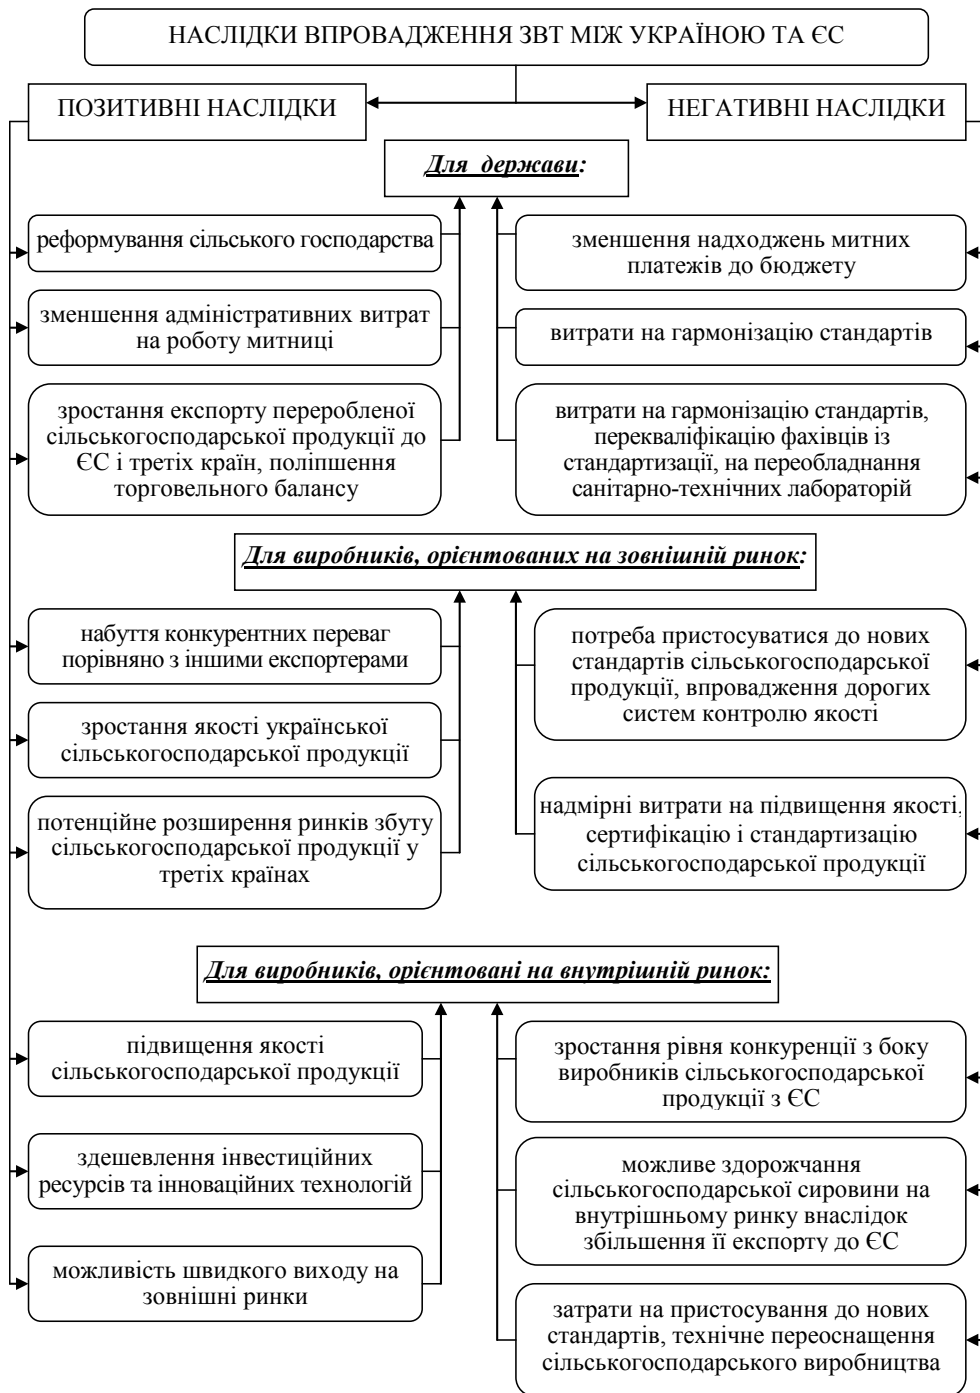 НАСЛІДКИ ВПРОВАДЖЕННЯ ЗВТ МІЖ УКРАЇНОЮ ТА ЄС
ПОЗИТИВНІ НАСЛІДКИ
НЕГАТИВНІ НАСЛІДКИ
Для держави:
реформування сільського господарства
зменшення адміністративних витрат
на роботу митниці
зростання експорту переробленої
сільськогосподарської продукції до
ЄС і третіх країн, поліпшення
торговельного балансу
зменшення надходжень митних
платежів до бюджету
витрати на гармонізацію стандартів
витрати на гармонізацію стандартів,
перекваліфікацію фахівців із
стандартизації, на переобладнання
санітарно-технічних лабораторій
Для виробників, орієнтованих на зовнішній ринок:
набуття конкурентних переваг
порівняно з іншими експортерами
зростання якості української
сільськогосподарської продукції
потенційне розширення ринків збуту
сільськогосподарської продукції у
третіх країнах
потреба пристосуватися до нових
стандартів сільськогосподарської
продукції, впровадження дорогих
систем контролю якості
надмірні витрати на підвищення якості,
сертифікацію і стандартизацію
сільськогосподарської продукції
Для виробників, орієнтовані на внутрішній ринок:
підвищення якості
сільськогосподарської продукції
здешевлення інвестиційних
ресурсів та інноваційних технологій
можливість швидкого виходу на
зовнішні ринки
зростання рівня конкуренції з боку
виробників сільськогосподарської
продукції з ЄС
можливе здорожчання
сільськогосподарської сировини на
внутрішньому ринку внаслідок
збільшення її експорту до ЄС
затрати на пристосування до нових
стандартів, технічне переоснащення
сільськогосподарського виробництва